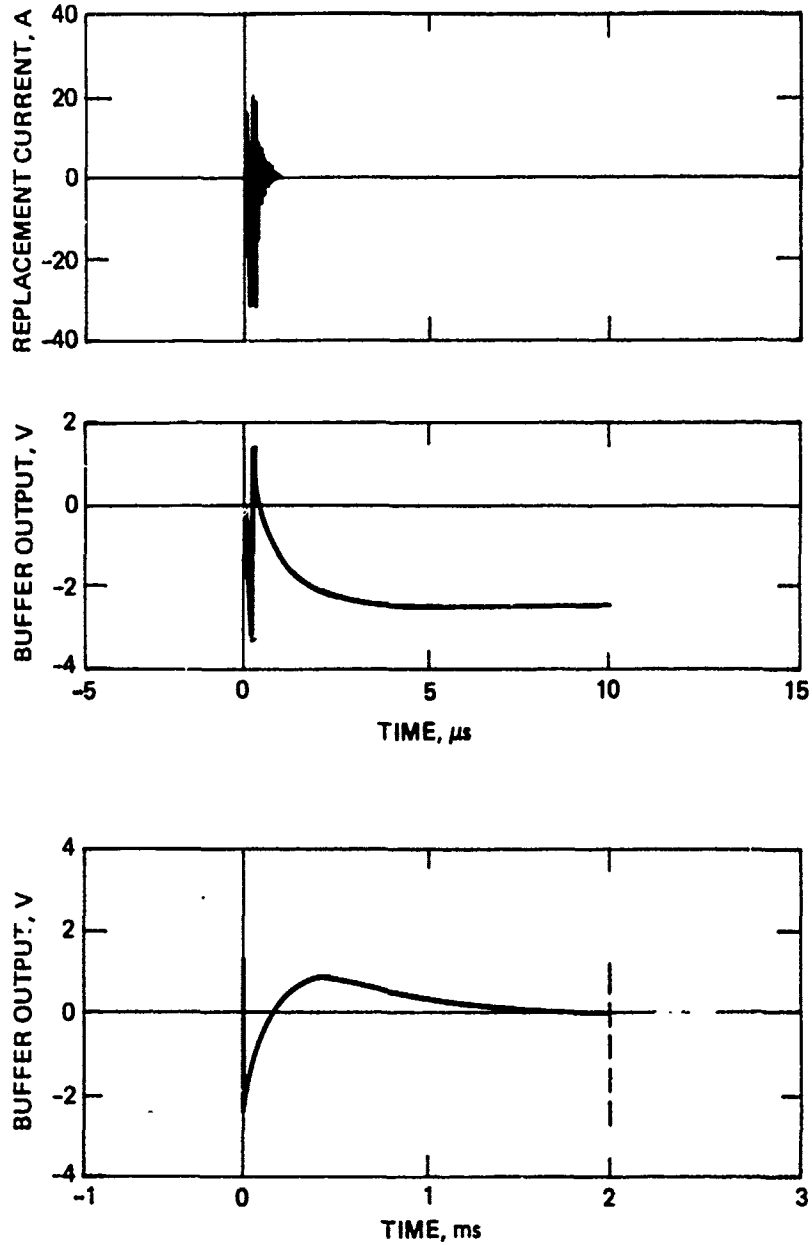 REPLACEMENT CURRENT, A
40
20
0
-20
-40
BUFFER OUTPUT, V
2
0
-2
-4
-5 0 5 10 15
TIME, μs
BUFFER OUTPUT, V
4
2
0
-2
-4
-1 0 1 2 3
TIME, ms